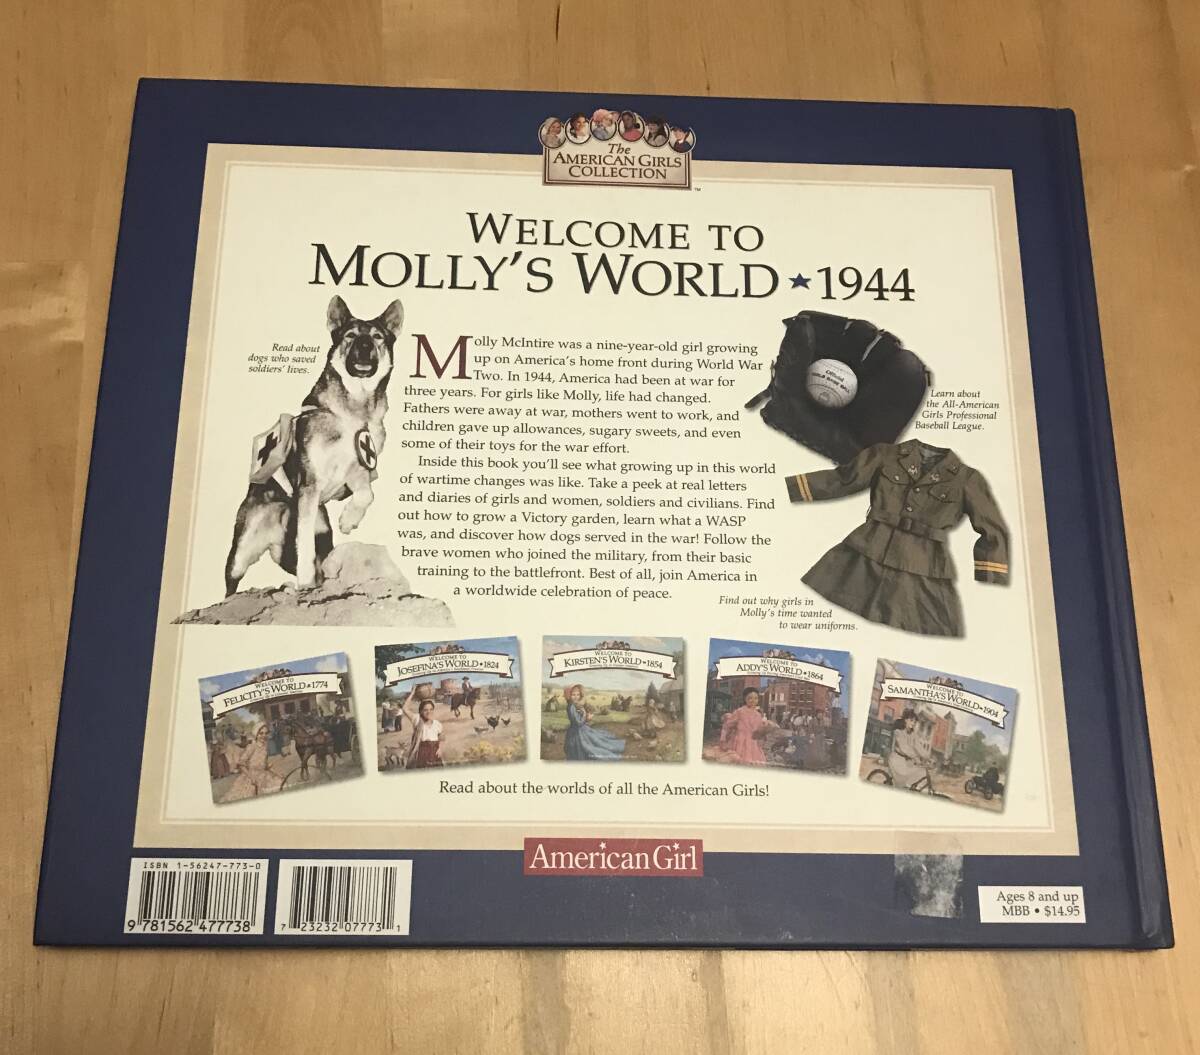 The
AMERICAN GIRLS
COLLECTION
™
WELCOME TO
MOLLY'S WORLD ★ 1944
Read about
dogs who saved
soldiers' lives.
Molly McIntire was a nine-year-old girl growing
up on America's home front during World War
Two. In 1944, America had been at war for
three years. For girls like Molly, life had changed.
Fathers were away at war, mothers went to work, and
children gave up allowances, sugary sweets, and even
some of their toys for the war effort.
Inside this book you'll see what growing up in this world
of wartime changes was like. Take a peek at real letters
and diaries of girls and women, soldiers and civilians. Find
out how to grow a Victory garden, learn what a WASP
was, and discover how dogs served in the war! Follow the
brave women who joined the military, from their basic
training to the battlefront. Best of all, join America in
a worldwide celebration of peace.
Official
Learn about
the All-American
Girls Professional
Baseball League.
Find out why girls in
Molly's time wanted
to wear uniforms.
WELCOME TO
FELICITY'S WORLD★1774
WELCOME TO
JOSEFINA'S WORLD★1824
WELCOME TO
KIRSTEN'S WORLD★1854
WELCOME TO
ADDY'S WORLD★1864
WELCOME TO
SAMANTHA'S WORLD★1904
Read about the worlds of all the American Girls!
American Girl
ISBN 1-56247-773-0
9 781562 477738
7 23232 07773 1
Ages 8 and up
MBB • $14.95